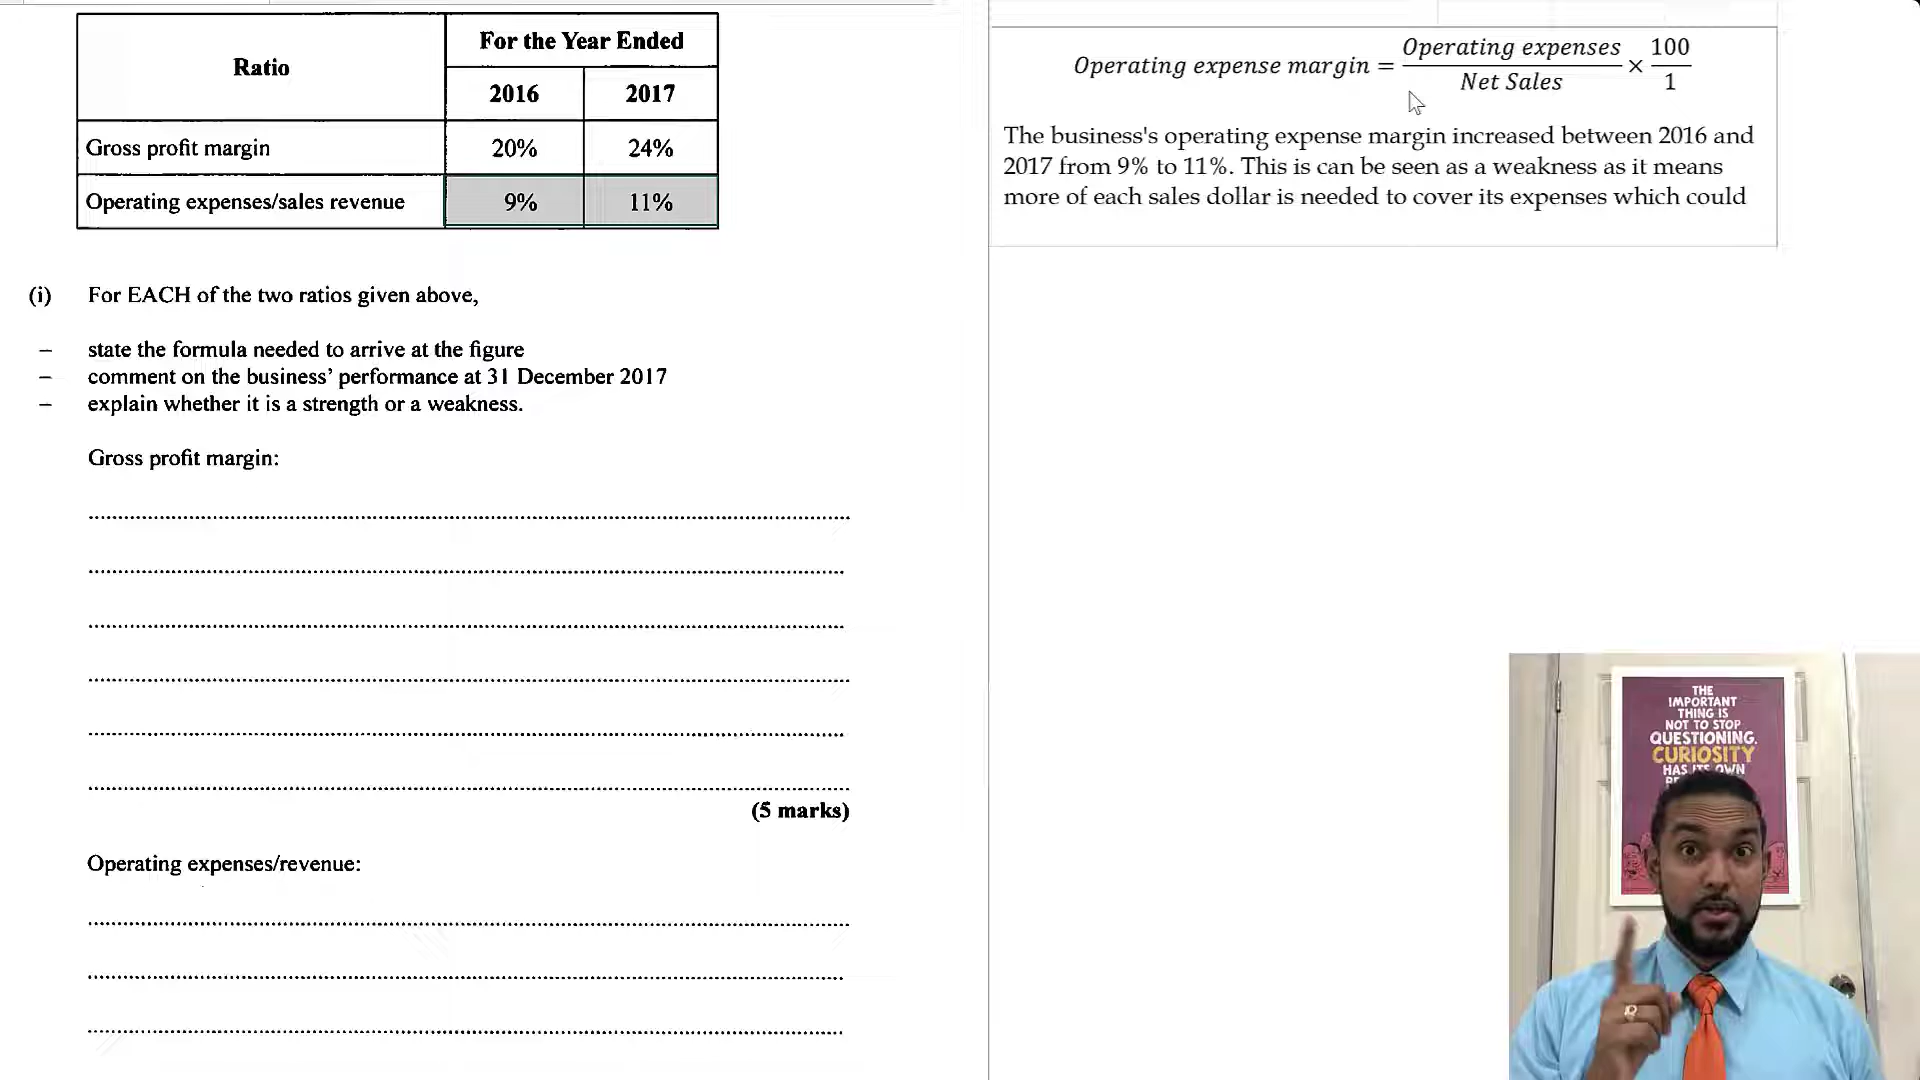 Ratio
For the Year Ended
2016 2017
Gross profit margin 20% 24%
Operating expenses/sales revenue 9% 11%
(i) For EACH of the two ratios given above,
– state the formula needed to arrive at the figure
– comment on the business’ performance at 31 December 2017
– explain whether it is a strength or a weakness.
Gross profit margin:
(5 marks)
Operating expenses/revenue:
Operating expense margin = Operating expenses / Net Sales × 100 / 1
The business's operating expense margin increased between 2016 and
2017 from 9% to 11%. This is can be seen as a weakness as it means
more of each sales dollar is needed to cover its expenses which could
THE
IMPORTANT
THING IS
NOT TO STOP
QUESTIONING.
CURIOSITY
HAS ITS OWN